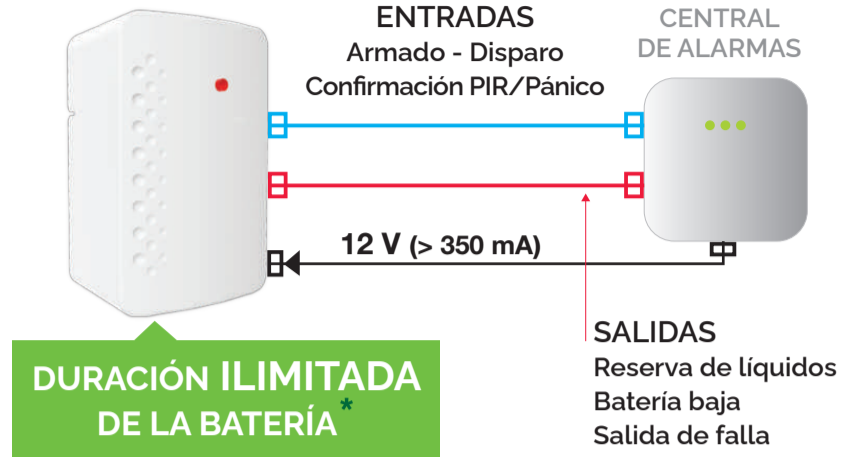 ENTRADAS
Armado - Disparo
Confirmación PIR/Pánico
CENTRAL
DE ALARMAS
12 V (> 350 mA)
SALIDAS
Reserva de líquidos
Batería baja
Salida de falla
DURACIÓN ILIMITADA
DE LA BATERÍA*